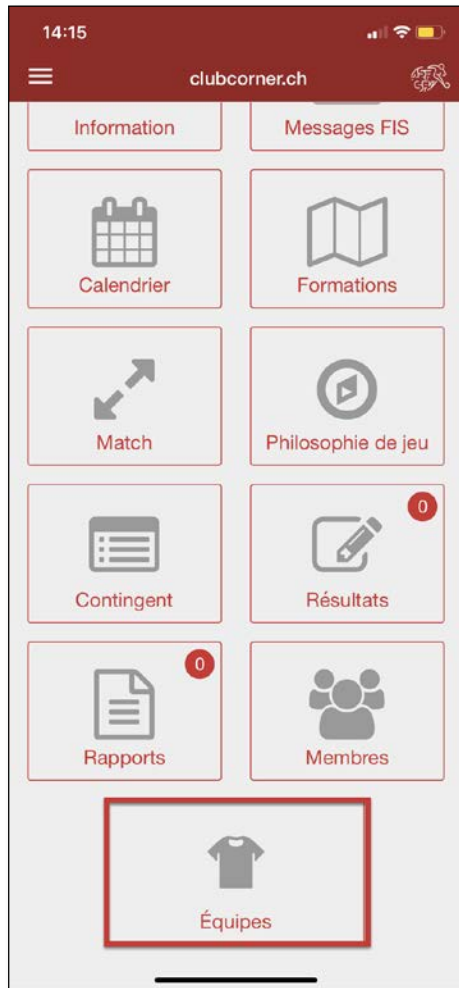 14:15
clubcorner.ch
Information
Messages FIS
Calendrier
Formations
Match
Philosophie de jeu
Contingent
0
Résultats
0
Rapports
Membres
Équipes